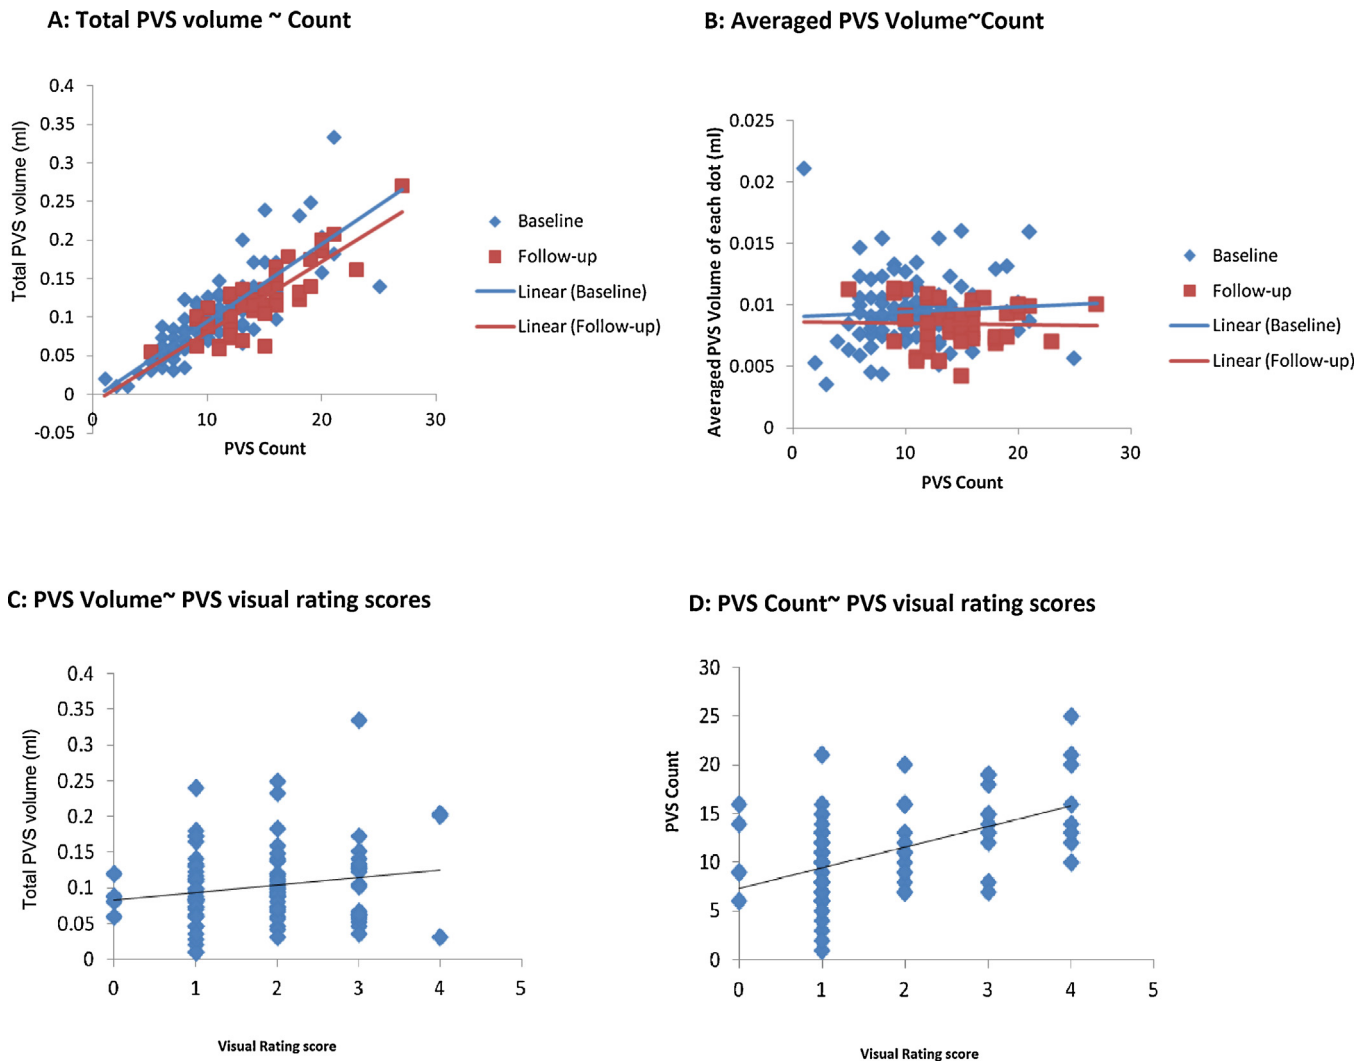 A: Total PVS volume ~ Count
0.4
0.35
0.3
0.25
0.2
0.15
0.1
0.05
0
-0.05
0
10
20
30
Total PVS volume (ml)
PVS Count
Baseline
Follow-up
Linear (Baseline)
Linear (Follow-up)
B: Averaged PVS Volume~Count
0.025
0.02
0.015
0.01
0.005
0
0
10
20
30
Averaged PVS Volume of each dot (ml)
PVS Count
Baseline
Follow-up
Linear (Baseline)
Linear (Follow-up)
C: PVS Volume~ PVS visual rating scores
0.4
0.35
0.3
0.25
0.2
0.15
0.1
0.05
0
0
1
2
3
4
5
Total PVS volume (ml)
Visual Rating score
D: PVS Count~ PVS visual rating scores
30
25
20
15
10
5
0
0
1
2
3
4
5
PVS Count
Visual Rating score